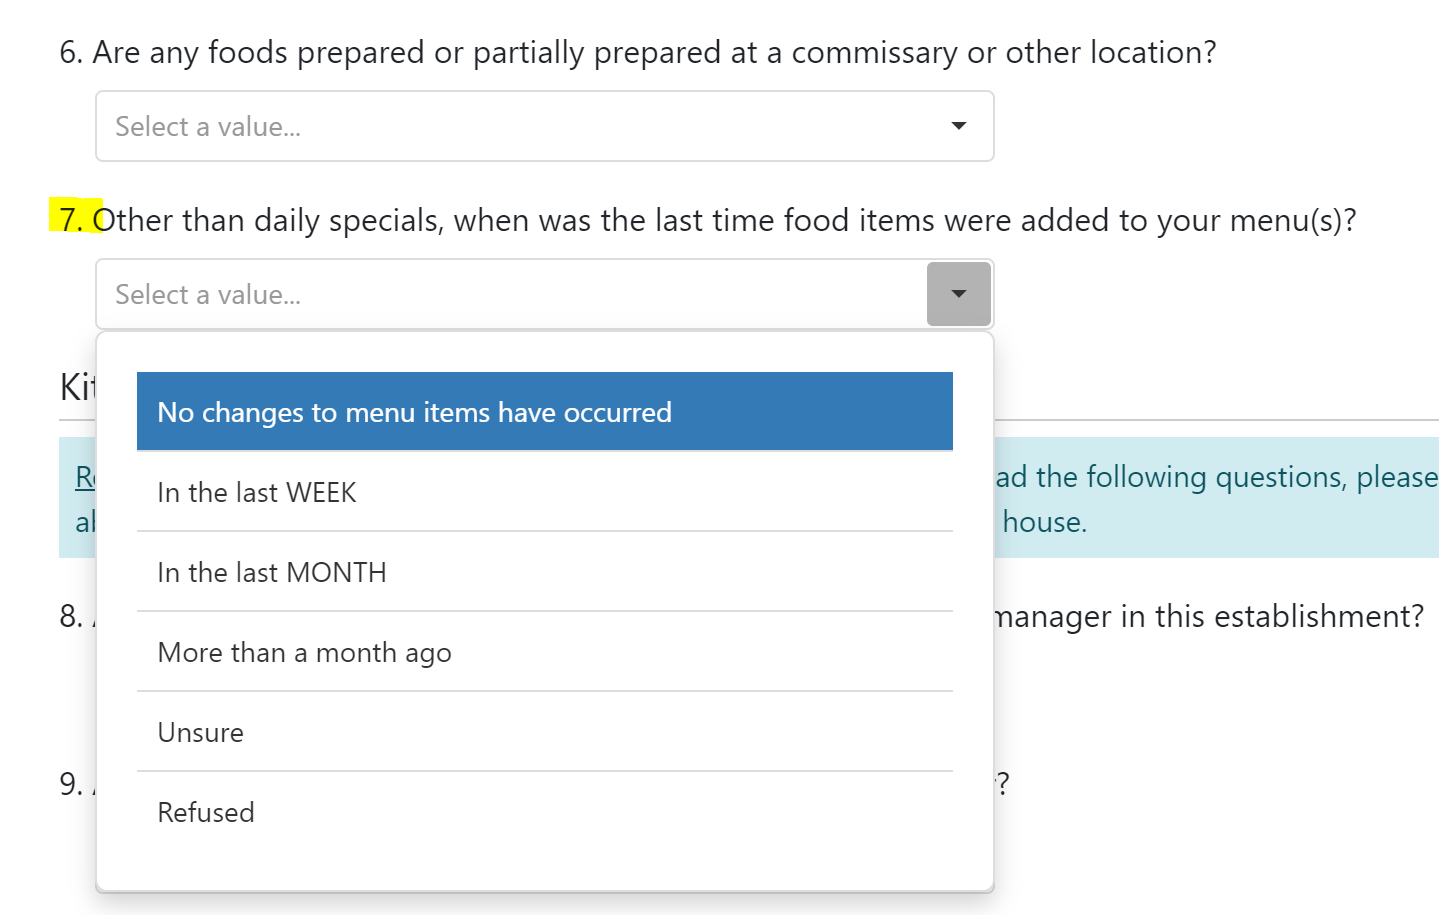 6. Are any foods prepared or partially prepared at a commissary or other location?
Select a value...
7. Other than daily specials, when was the last time food items were added to your menu(s)?
Select a value...
No changes to menu items have occurred
In the last WEEK
In the last MONTH
More than a month ago
Unsure
Refused
ad the following questions, please
house.
8. manager in this establishment?
9. ?